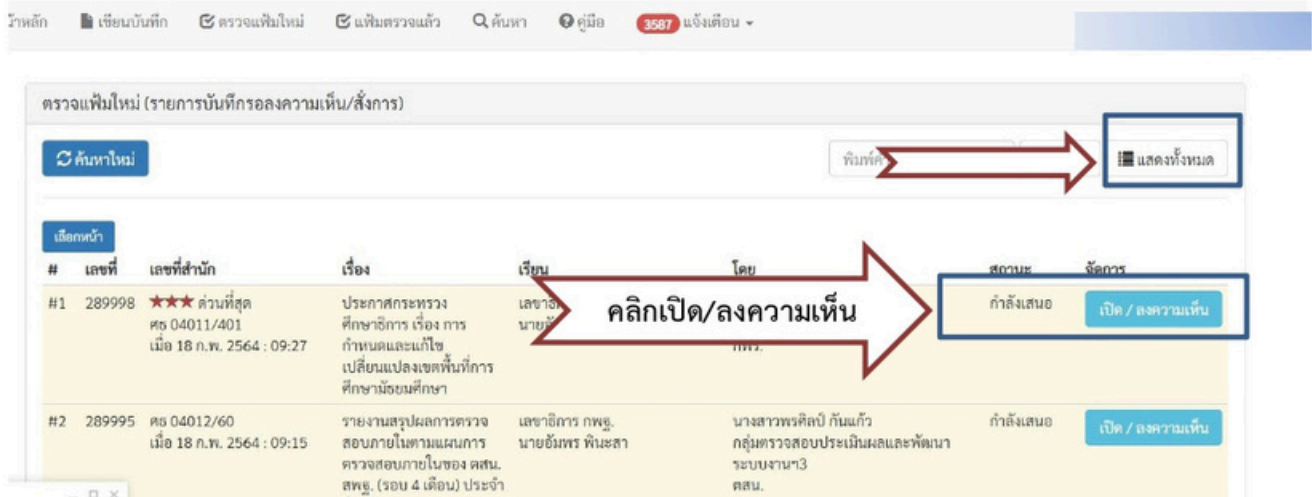 เขียนบันทึก ตรวจแฟ้มใหม่ แฟ้มตรวจแล้ว ค้นหา คู่มือ 3587 แจ้งเตือน
ตรวจแฟ้มใหม่ (รายการบันทึกรอลงความเห็น/สั่งการ)
ค้นหาใหม่ แสดงทั้งหมด
เลือกหน้า
# เลขที่ เลขที่สำนัก เรื่อง เรียน โดย สถานะ จัดการ
#1 289998 ★★★ ด่วนที่สุด ประกาศกระทรวง กำลังเสนอ เปิด / ลงความเห็น
ศธ 04011/401 ศึกษาธิการ เรื่อง การ
เมื่อ 18 ก.พ. 2564 : 09:27 กำหนดและแก้ไข
เปลี่ยนแปลงเขตพื้นที่การ
ศึกษามัธยมศึกษา
คลิกเปิด/ลงความเห็น
#2 289995 ศธ 04012/60 รายงานสรุปผลการตรวจ เลขาธิการ กพฐ. นางสาวพรศิลป์ กันแก้ว กำลังเสนอ เปิด / ลงความเห็น
เมื่อ 18 ก.พ. 2564 : 09:15 สอบภายในตามแผนการ นายอัมพร พินะสา กลุ่มตรวจสอบประเมินผลและพัฒนา
ตรวจสอบภายในของ ตสน. ระบบงานฯ3
สพฐ. (รอบ 4 เดือน) ประจำ ตสน.